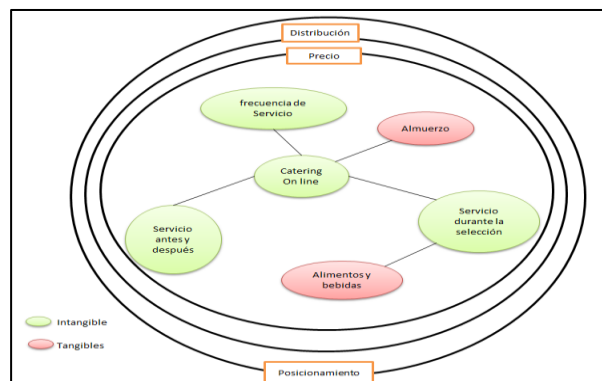 Distribución
Precio
frecuencia de
Servicio
Almuerzo
Catering
On line
Servicio
antes y
después
Servicio
durante la
selección
Alimentos y
bebidas
Intangible
Tangibles
Posicionamiento